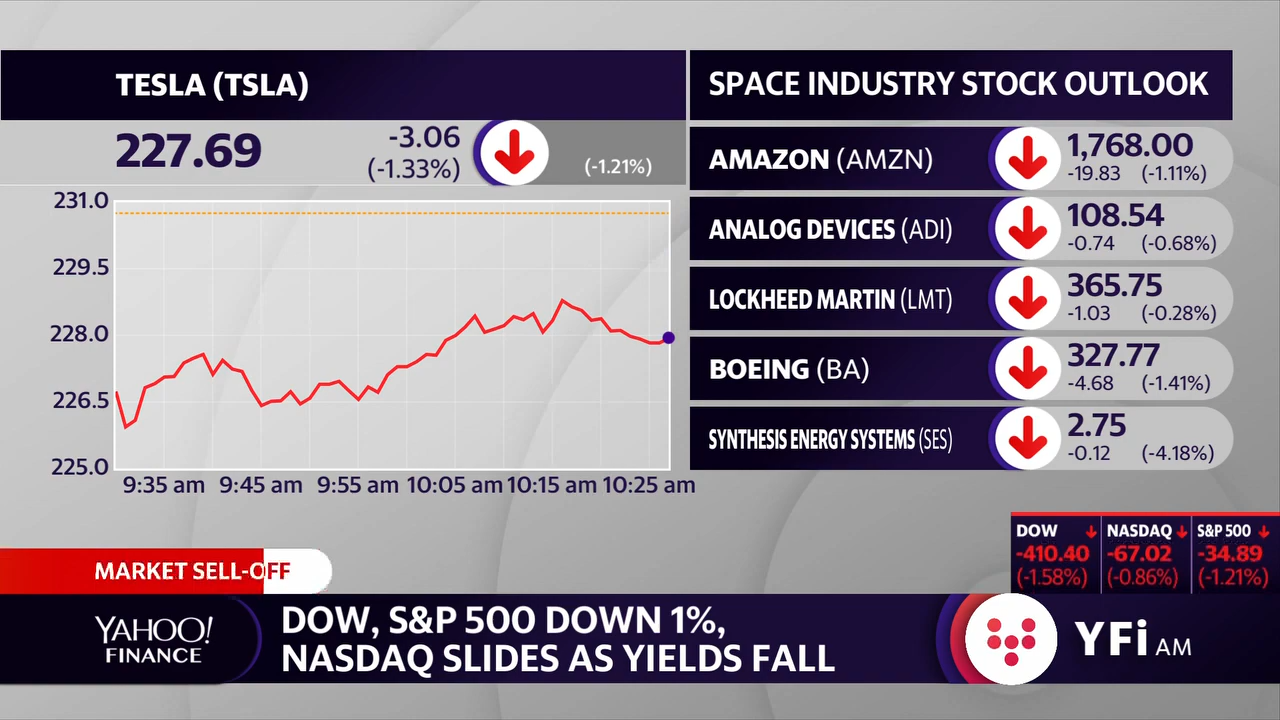 TESLA (TSLA)
227.69
-3.06
(-1.33%)
(-1.21%)
231.0
229.5
228.0
226.5
225.0
9:35 am 9:45 am 9:55 am 10:05 am 10:15 am 10:25 am
SPACE INDUSTRY STOCK OUTLOOK
AMAZON (AMZN)
1,768.00
-19.83 (-1.11%)
ANALOG DEVICES (ADI)
108.54
-0.74 (-0.68%)
LOCKHEED MARTIN (LMT)
365.75
-1.03 (-0.28%)
BOEING (BA)
327.77
-4.68 (-1.41%)
SYNTHESIS ENERGY SYSTEMS (SES)
2.75
-0.12 (-4.18%)
DOW NASDAQ S&P 500
-410.40 -67.02 -34.89
(-1.58%) (-0.86%) (-1.21%)
MARKET SELL-OFF
YAHOO!
FINANCE
DOW, S&P 500 DOWN 1%,
NASDAQ SLIDES AS YIELDS FALL
YFi AM